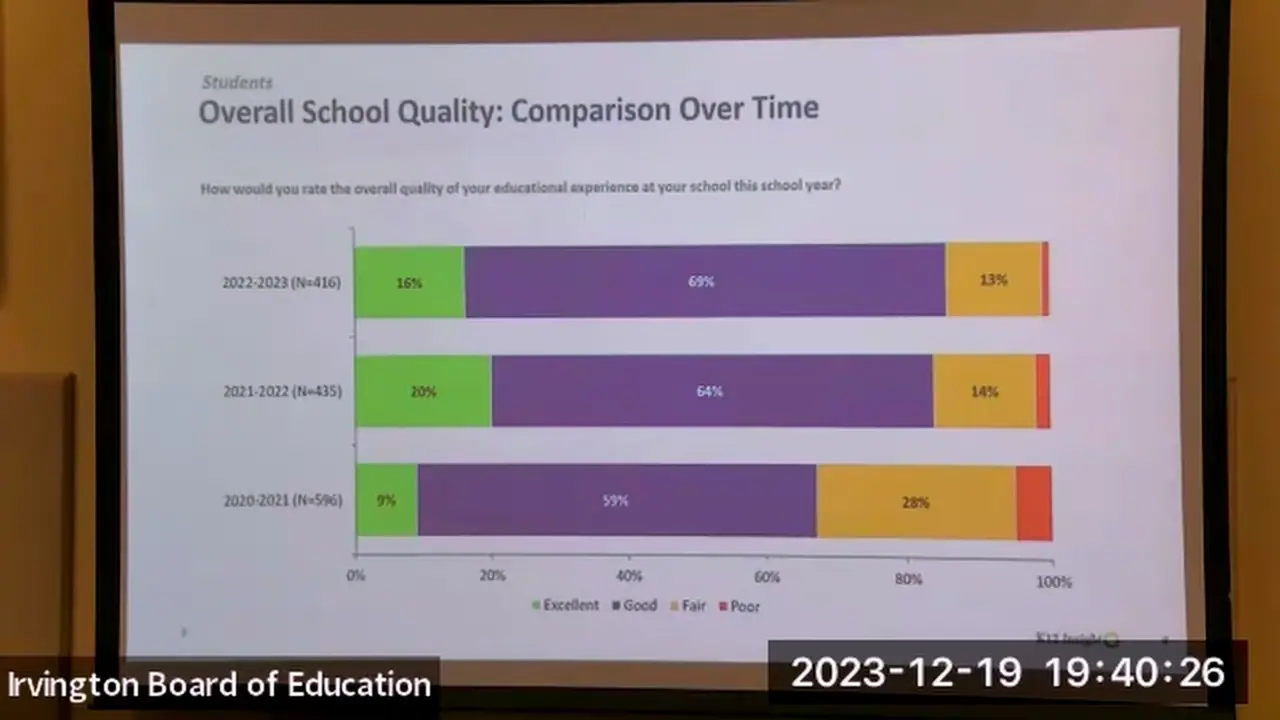 Students
Overall School Quality: Comparison Over Time
How would you rate the overall quality of your educational experience at your school this school year?
2022-2023 (N=416) 16% 69% 13%
2021-2022 (N=435) 20% 64% 14%
2020-2021 (N=596) 9% 59% 28%
0% 20% 40% 60% 80% 100%
Excellent Good Fair Poor
K12 Insight
Irvington Board of Education
2023-12-19 19:40:26